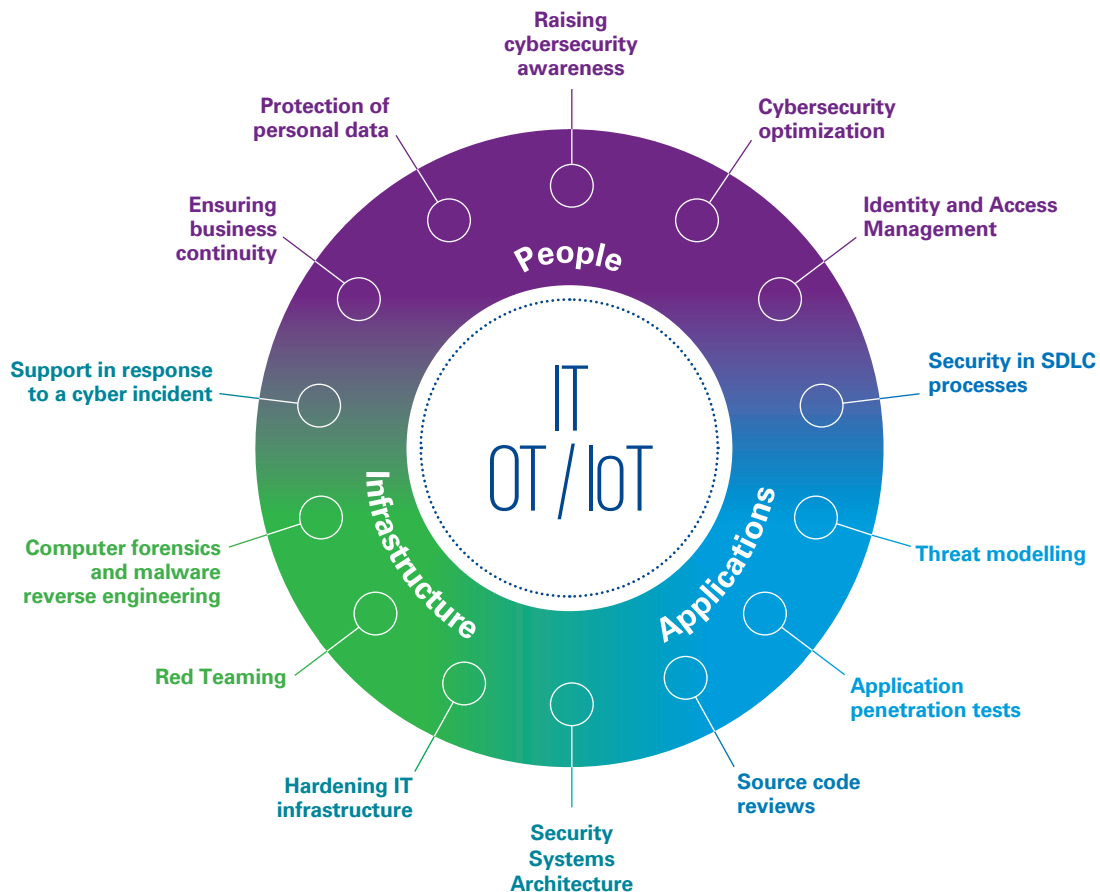 Raising
cybersecurity
awareness
Cybersecurity
optimization
Identity and Access
Management
Security in SDLC
processes
Threat modelling
Application
penetration tests
Source code
reviews
Security
Systems
Architecture
Hardening IT
infrastructure
Red Teaming
Computer forensics
and malware
reverse engineering
Support in response
to a cyber incident
Ensuring
business
continuity
Protection of
personal data
People
Applications
Infrastructure
IT
OT / IoT